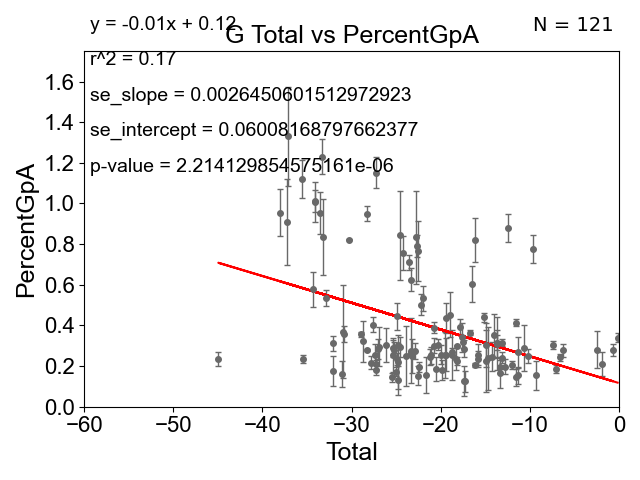 y = -0.01x + 0.12
G Total vs PercentGpA
N = 121
r^2 = 0.17
se_slope = 0.0026450601512972923
se_intercept = 0.06008168797662377
p-value = 2.214129854575161e-06
PercentGpA
1.6
1.4
1.2
1.0
0.8
0.6
0.4
0.2
0.0
−60
−50
−40
−30
−20
−10
0
Total